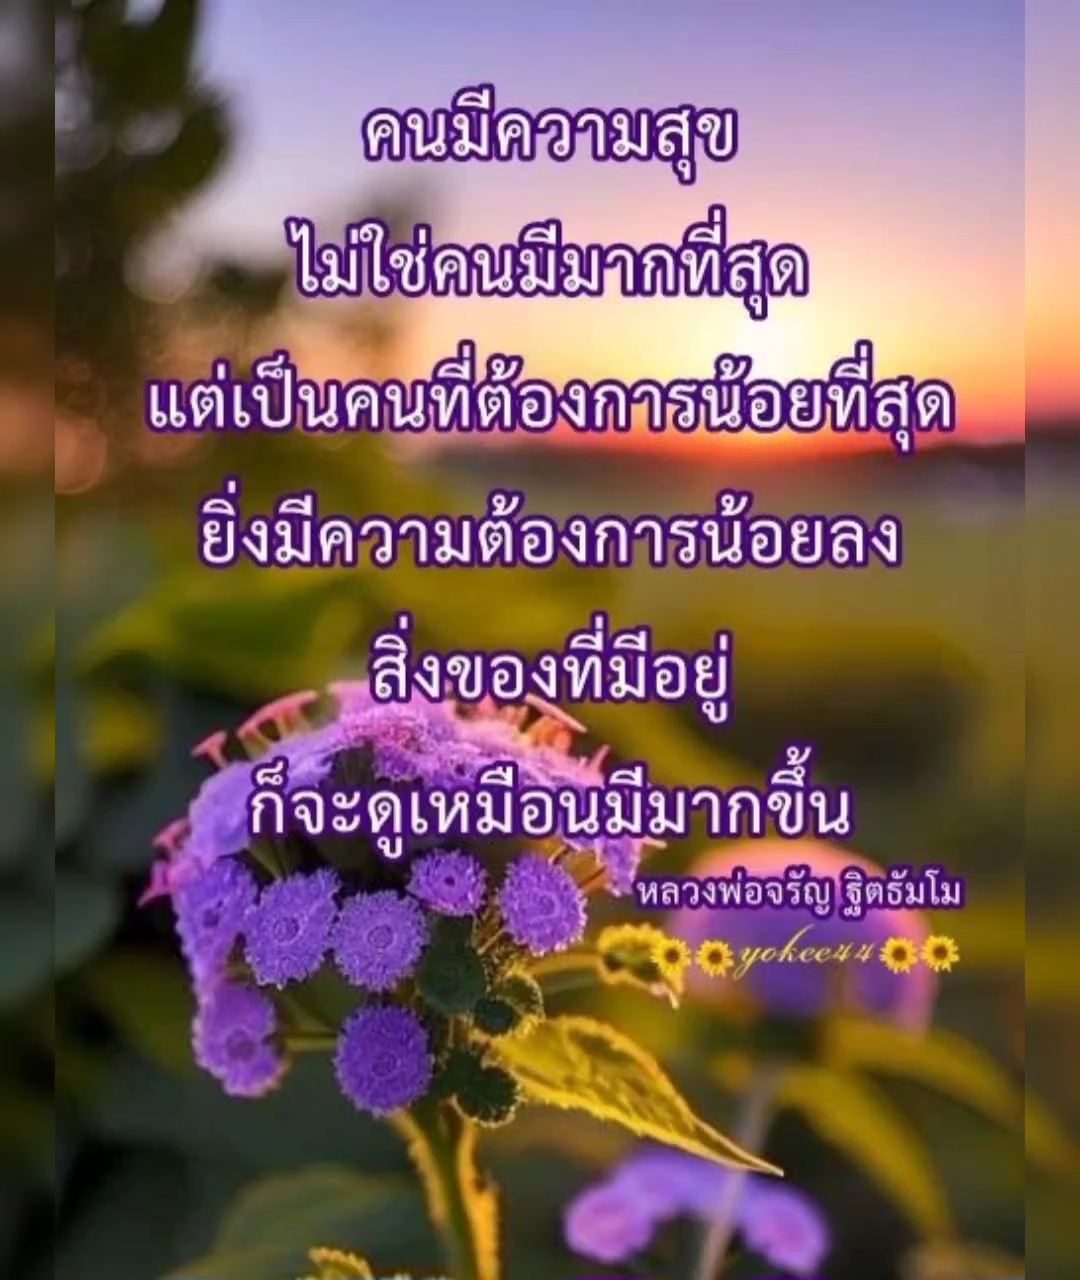 คนมีความสุข
ไม่ใช่คนมีมากที่สุด
แต่เป็นคนที่ต้องการน้อยที่สุด
ยิ่งมีความต้องการน้อยลง
สิ่งของที่มีอยู่
ก็จะดูเหมือนมีมากขึ้น
หลวงพ่อจรัญ ฐิตธัมโม
🌻🌻yokee44🌻🌻